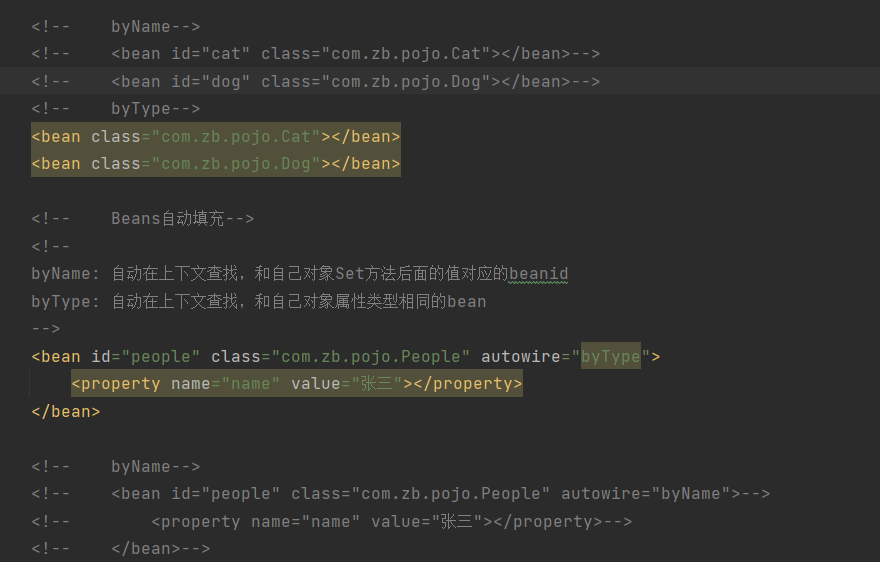 <!--    byName-->
<!--    <bean id="cat" class="com.zb.pojo.Cat"></bean>-->
<!--    <bean id="dog" class="com.zb.pojo.Dog"></bean>-->
<!--    byType-->
<bean class="com.zb.pojo.Cat"></bean>
<bean class="com.zb.pojo.Dog"></bean>
<!--    Beans自动填充-->
<!--
byName: 自动在上下文查找，和自己对象Set方法后面的值对应的beanid
byType: 自动在上下文查找，和自己对象属性类型相同的bean
-->
<bean id="people" class="com.zb.pojo.People" autowire="byType">
    <property name="name" value="张三"></property>
</bean>
<!--    byName-->
<!--    <bean id="people" class="com.zb.pojo.People" autowire="byName">-->
<!--        <property name="name" value="张三"></property>-->
<!--    </bean>-->